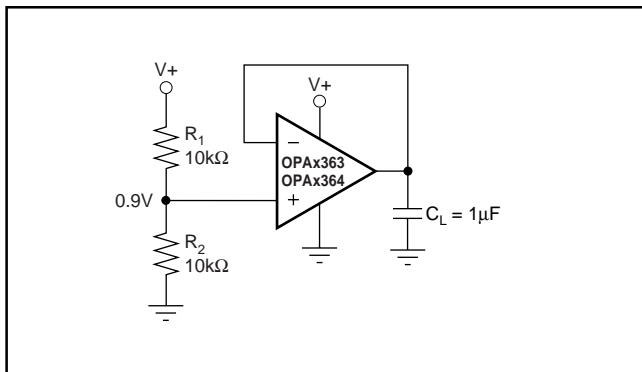 V+
V+
R1
10kΩ
−
OPAx363
OPAx364
0.9V
+
CL = 1µF
R2
10kΩ